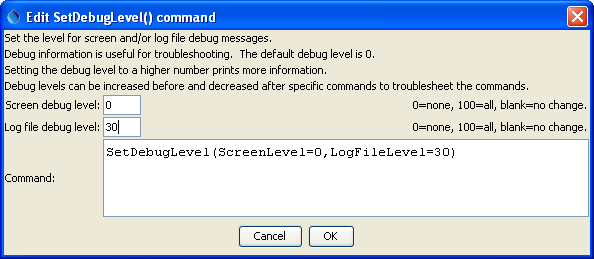 Edit SetDebugLevel() command
Set the level for screen and/or log file debug messages.
Debug information is useful for troubleshooting.  The default debug level is 0.
Setting the debug level to a higher number prints more information.
Debug levels can be increased before and decreased after specific commands to troubleshoot the commands.
Screen debug level: 0 0=none, 100=all, blank=no change.
Log file debug level: 30 0=none, 100=all, blank=no change.
SetDebugLevel(ScreenLevel=0,LogFileLevel=30)
Command:
Cancel OK